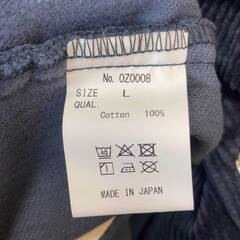 No. OZ0008
SIZE L
QUAL.
Cotton 100%
MADE IN JAPAN